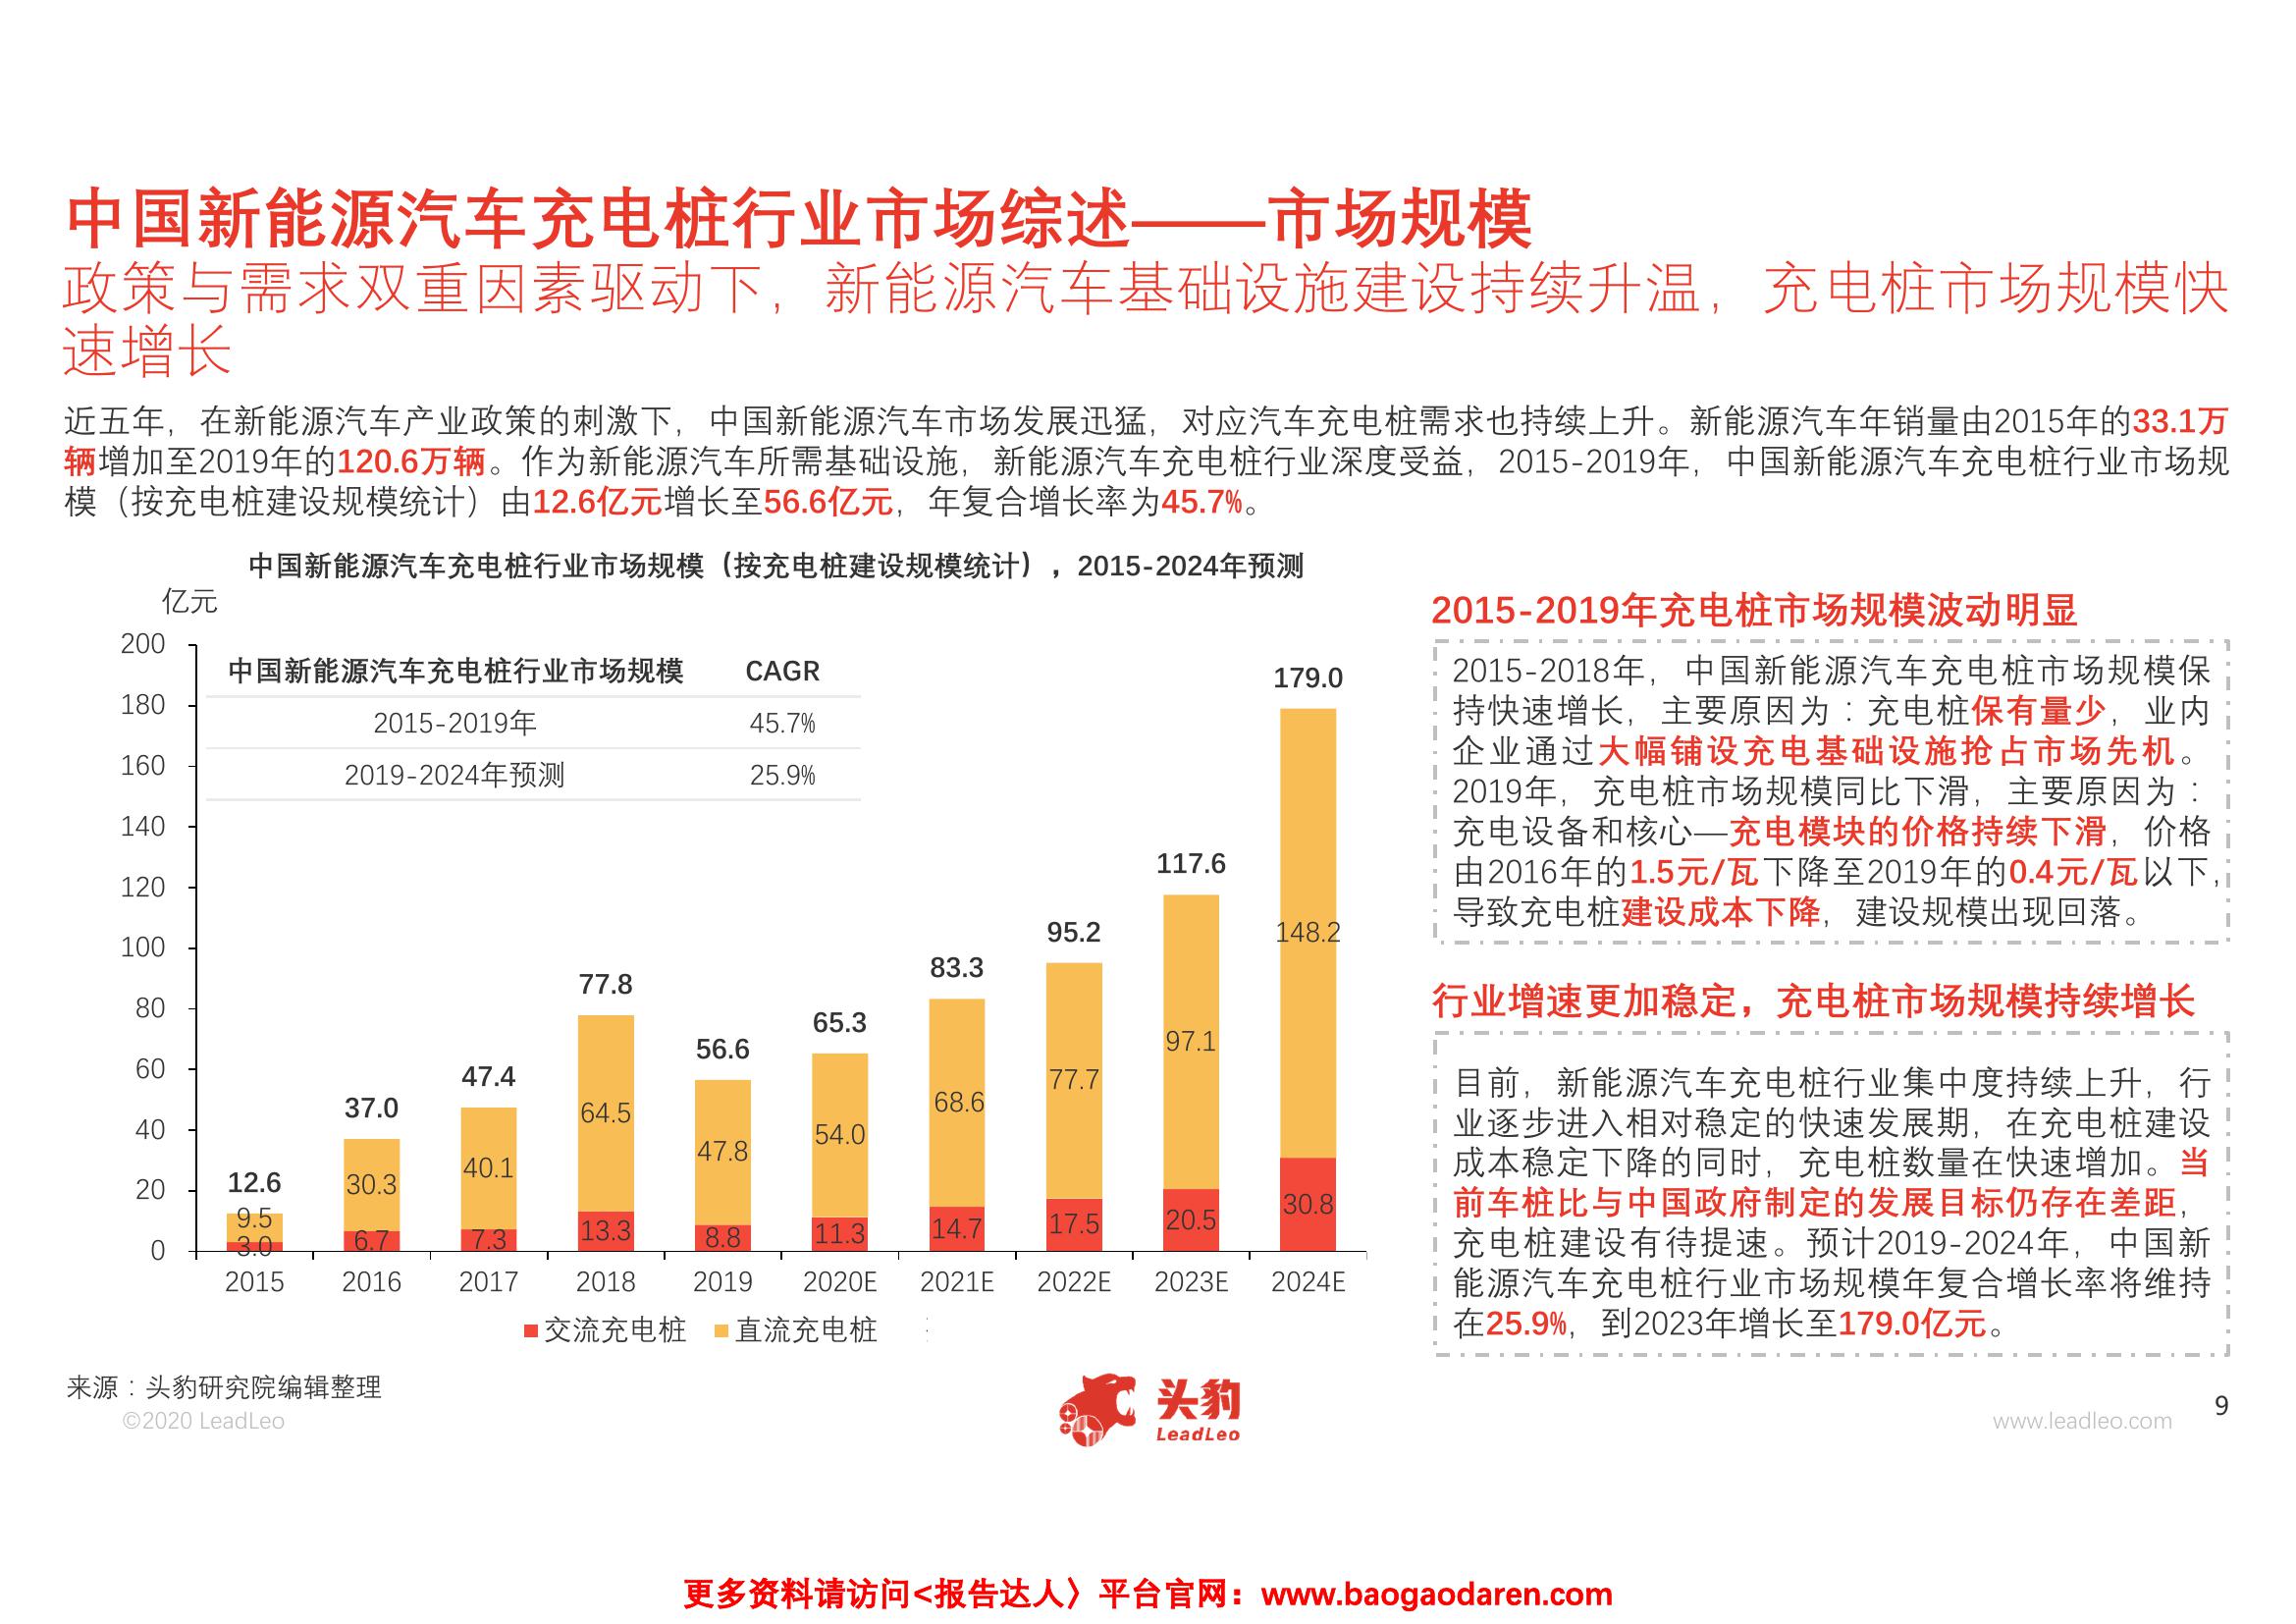 中国新能源汽车充电桩行业市场综述——市场规模
政策与需求双重因素驱动下，新能源汽车基础设施建设持续升温，充电桩市场规模快
速增长
近五年，在新能源汽车产业政策的刺激下，中国新能源汽车市场发展迅猛，对应汽车充电桩需求也持续上升。新能源汽车年销量由2015年的33.1万
辆增加至2019年的120.6万辆。作为新能源汽车所需基础设施，新能源汽车充电桩行业深度受益，2015-2019年，中国新能源汽车充电桩行业市场规
模（按充电桩建设规模统计）由12.6亿元增长至56.6亿元，年复合增长率为45.7%。
中国新能源汽车充电桩行业市场规模（按充电桩建设规模统计），2015-2024年预测
亿元
200
180
160
140
120
100
80
60
40
20
0
中国新能源汽车充电桩行业市场规模 CAGR
2015-2019年 45.7%
2019-2024年预测 25.9%
12.6 37.0 47.4 77.8 56.6 65.3 83.3 95.2 117.6 179.0
9.5 30.3 40.1 64.5 47.8 54.0 68.6 77.7 97.1 148.2
3.0 6.7 7.3 13.3 8.8 11.3 14.7 17.5 20.5 30.8
2015 2016 2017 2018 2019 2020E 2021E 2022E 2023E 2024E
交流充电桩 直流充电桩
2015-2019年充电桩市场规模波动明显
2015-2018年，中国新能源汽车充电桩市场规模保
持快速增长，主要原因为：充电桩保有量少，业内
企业通过大幅铺设充电基础设施抢占市场先机。
2019年，充电桩市场规模同比下滑，主要原因为：
充电设备和核心—充电模块的价格持续下滑，价格
由2016年的1.5元/瓦下降至2019年的0.4元/瓦以下，
导致充电桩建设成本下降，建设规模出现回落。
行业增速更加稳定，充电桩市场规模持续增长
目前，新能源汽车充电桩行业集中度持续上升，行
业逐步进入相对稳定的快速发展期，在充电桩建设
成本稳定下降的同时，充电桩数量在快速增加。当
前车桩比与中国政府制定的发展目标仍存在差距，
充电桩建设有待提速。预计2019-2024年，中国新
能源汽车充电桩行业市场规模年复合增长率将维持
在25.9%，到2023年增长至179.0亿元。
来源：头豹研究院编辑整理
©2020 LeadLeo
头豹
LeadLeo
www.leadleo.com
9
更多资料请访问<报告达人〉平台官网：www.baogaodaren.com